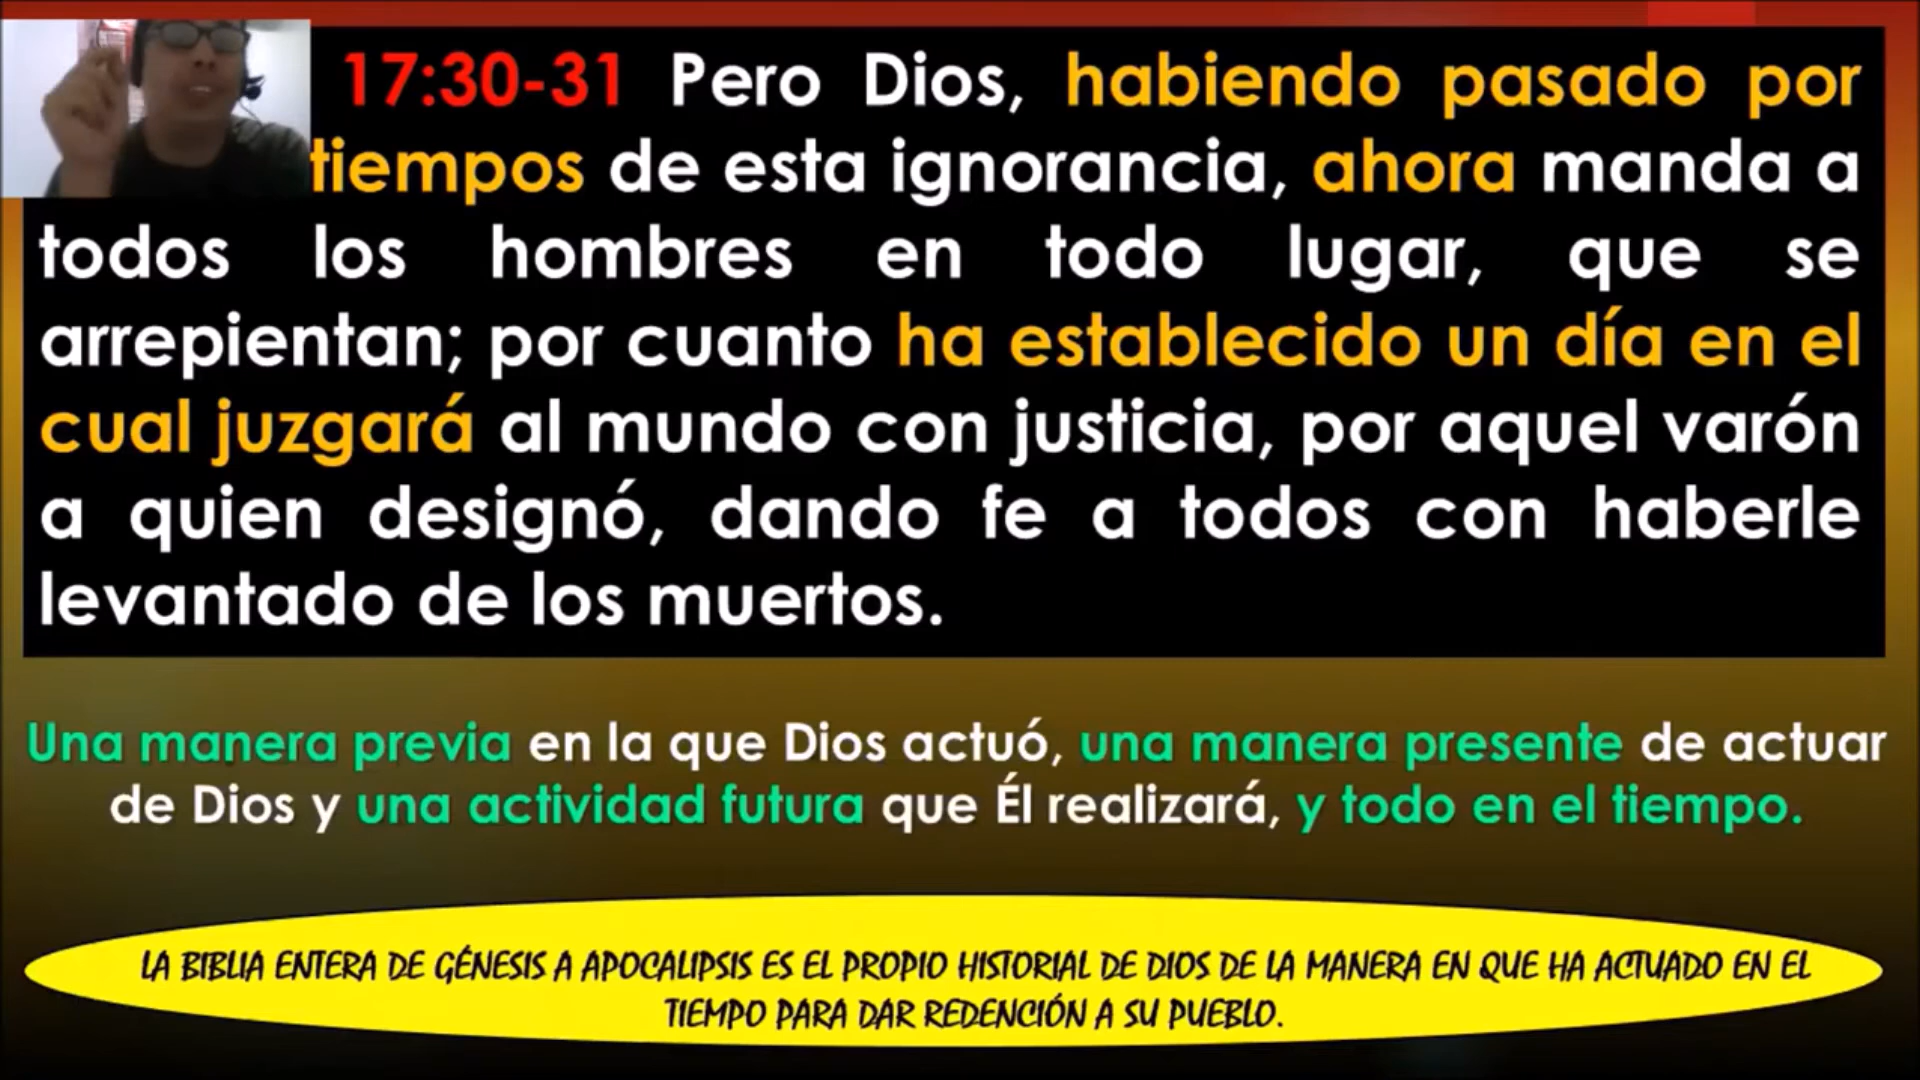 17:30-31 Pero Dios, habiendo pasado por
tiempos de esta ignorancia, ahora manda a
todos los hombres en todo lugar, que se
arrepientan; por cuanto ha establecido un día en el
cual juzgará al mundo con justicia, por aquel varón
a quien designó, dando fe a todos con haberle
levantado de los muertos.
Una manera previa en la que Dios actuó, una manera presente de actuar
de Dios y una actividad futura que Él realizará, y todo en el tiempo.
LA BIBLIA ENTERA DE GÉNESIS A APOCALIPSIS ES EL PROPIO HISTORIAL DE DIOS DE LA MANERA EN QUE HA ACTUADO EN EL
TIEMPO PARA DAR REDENCIÓN A SU PUEBLO.